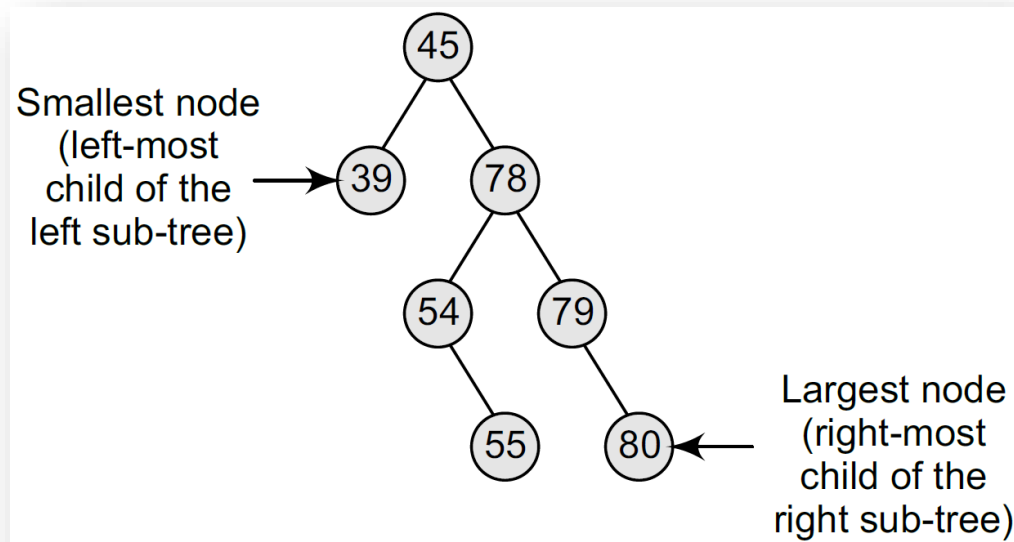 45
Smallest node
(left-most
child of the
left sub-tree)
39
78
54
79
55
80
Largest node
(right-most
child of the
right sub-tree)